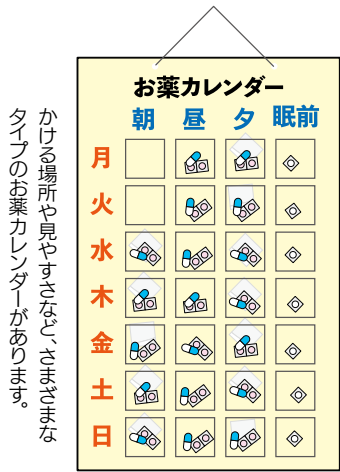 お薬カレンダー
朝 昼 夕 眠前
月
火
水
木
金
土
日
かける場所や見やすさなど、さまざまな
タイプのお薬カレンダーがあります。